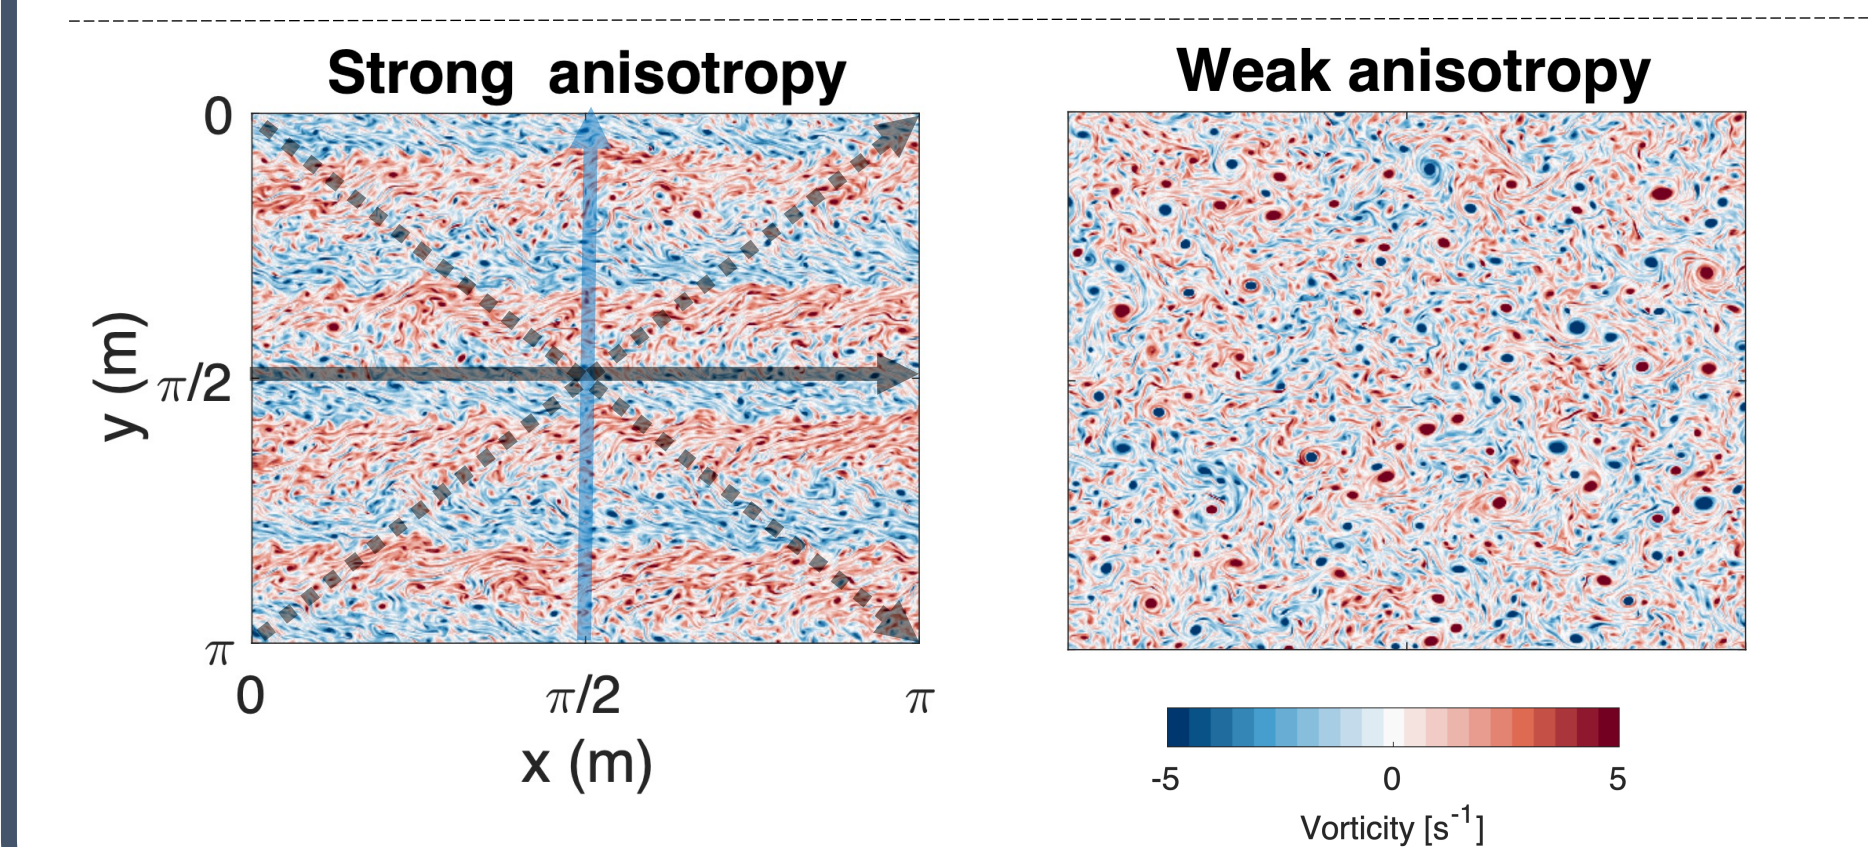 Strong anisotropy
Weak anisotropy
0
y (m)
π/2
π
0
π/2
π
x (m)
-5
0
5
Vorticity [s⁻¹]